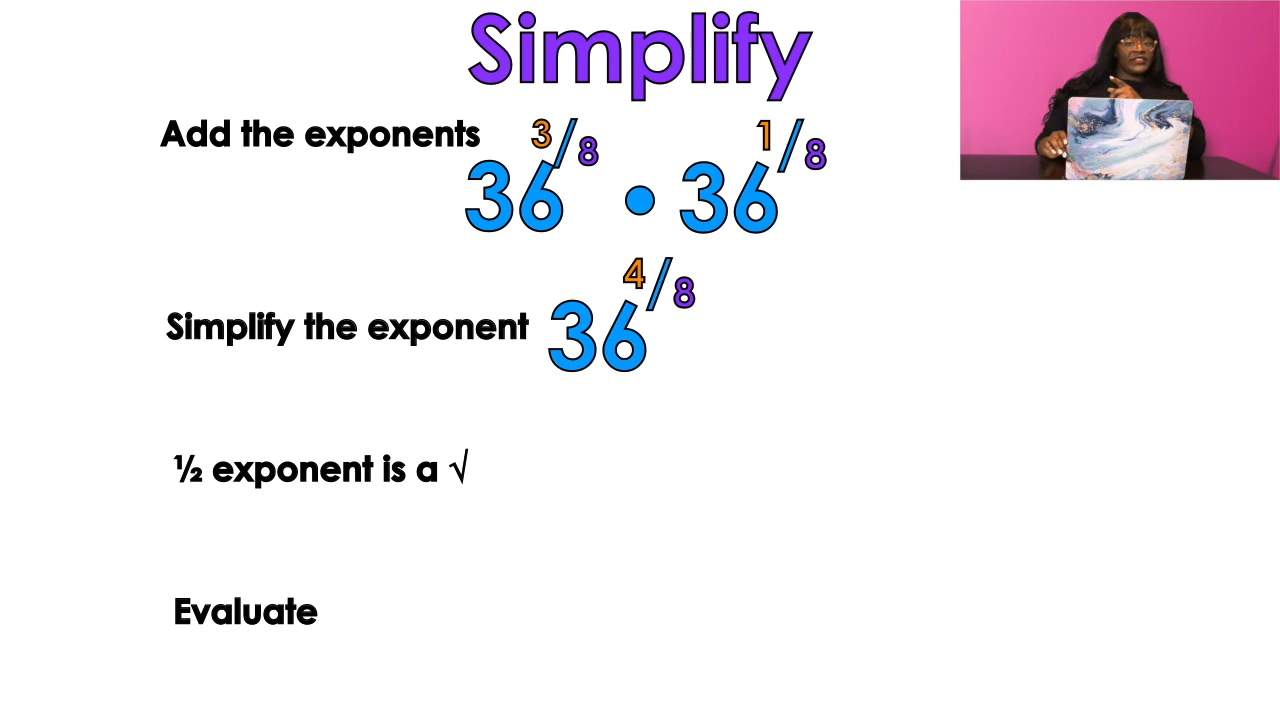 Simplify
Add the exponents
36^3/8 • 36^1/8
Simplify the exponent
36^4/8
½ exponent is a √
Evaluate